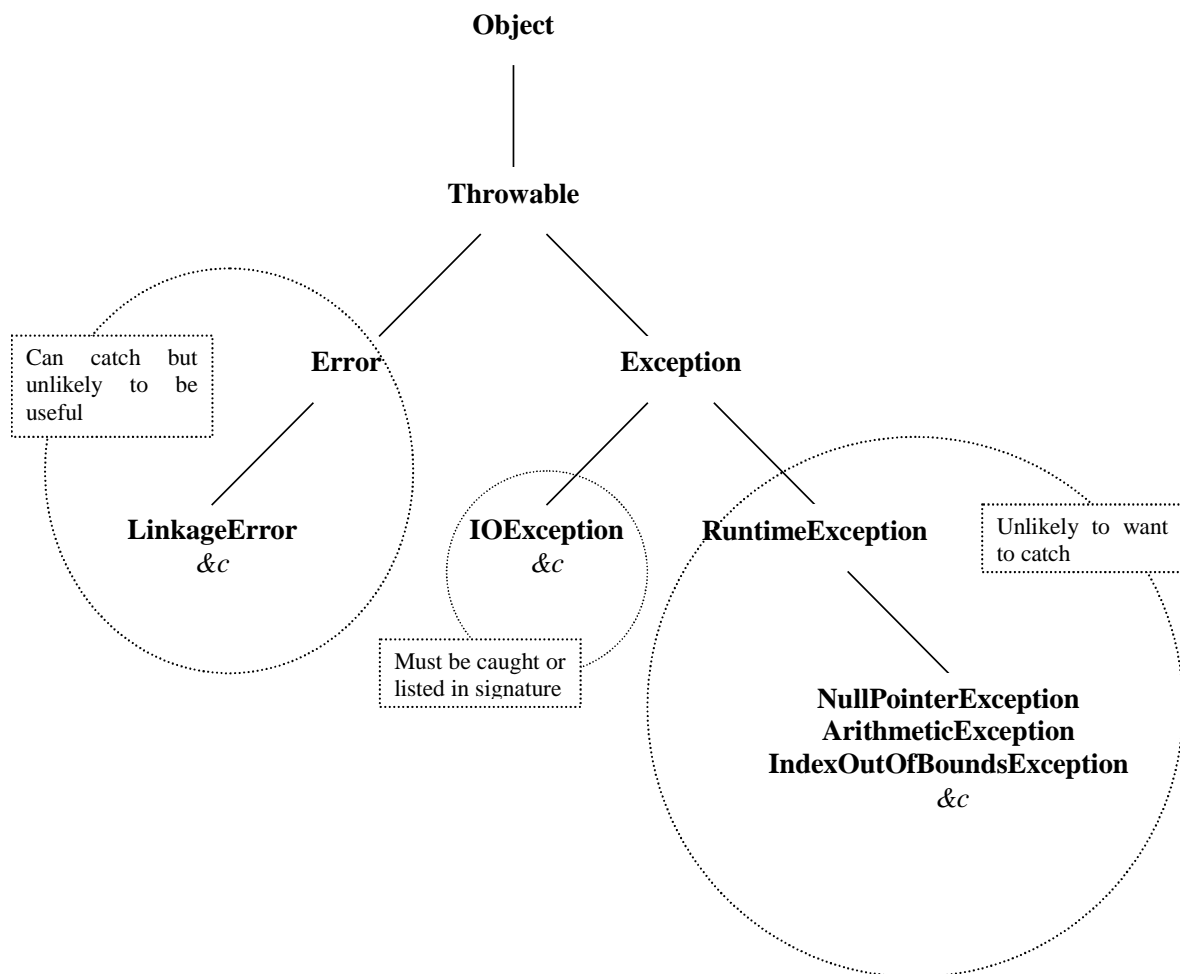 Object
Throwable
Can catch but
unlikely to be
useful
Error
Exception
LinkageError
&c
IOException
&c
RuntimeException
Unlikely to want
to catch
Must be caught or
listed in signature
NullPointerException
ArithmeticException
IndexOutOfBoundsException
&c